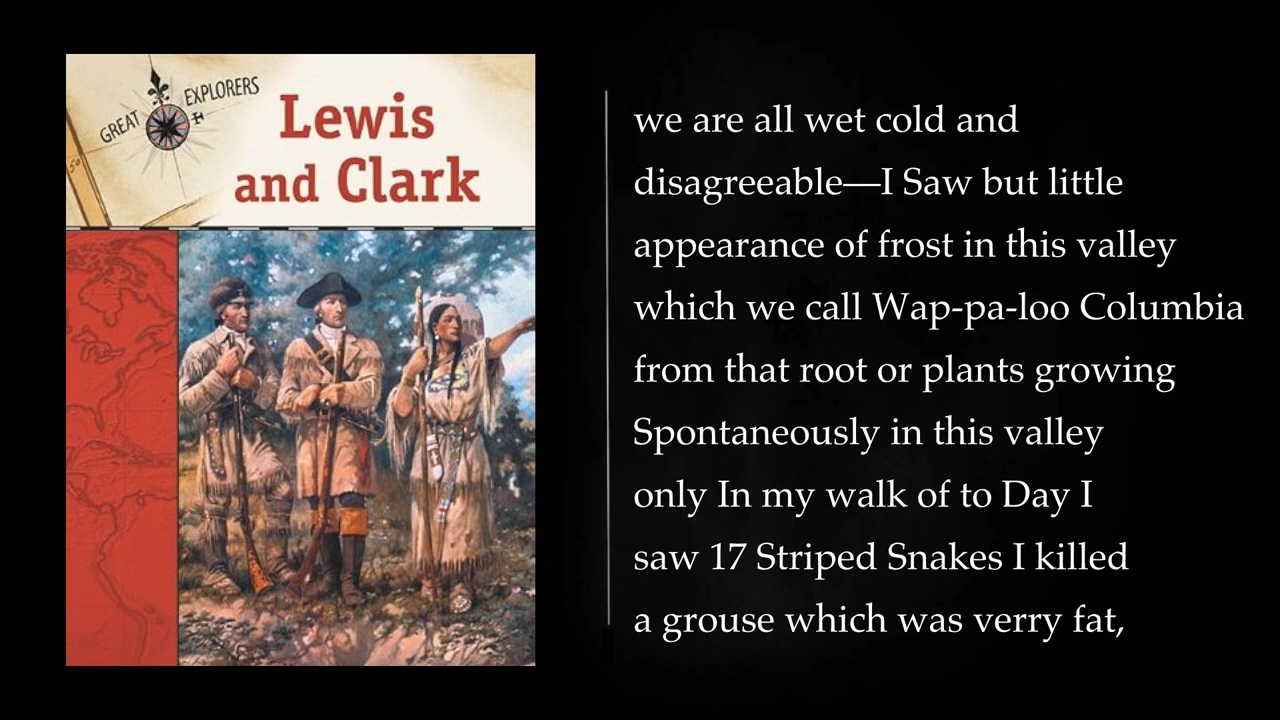 GREAT EXPLORERS
Lewis
and Clark
we are all wet cold and
disagreeable—I Saw but little
appearance of frost in this valley
which we call Wap-pa-loo Columbia
from that root or plants growing
Spontaneously in this valley
only In my walk of to Day I
saw 17 Striped Snakes I killed
a grouse which was verry fat,